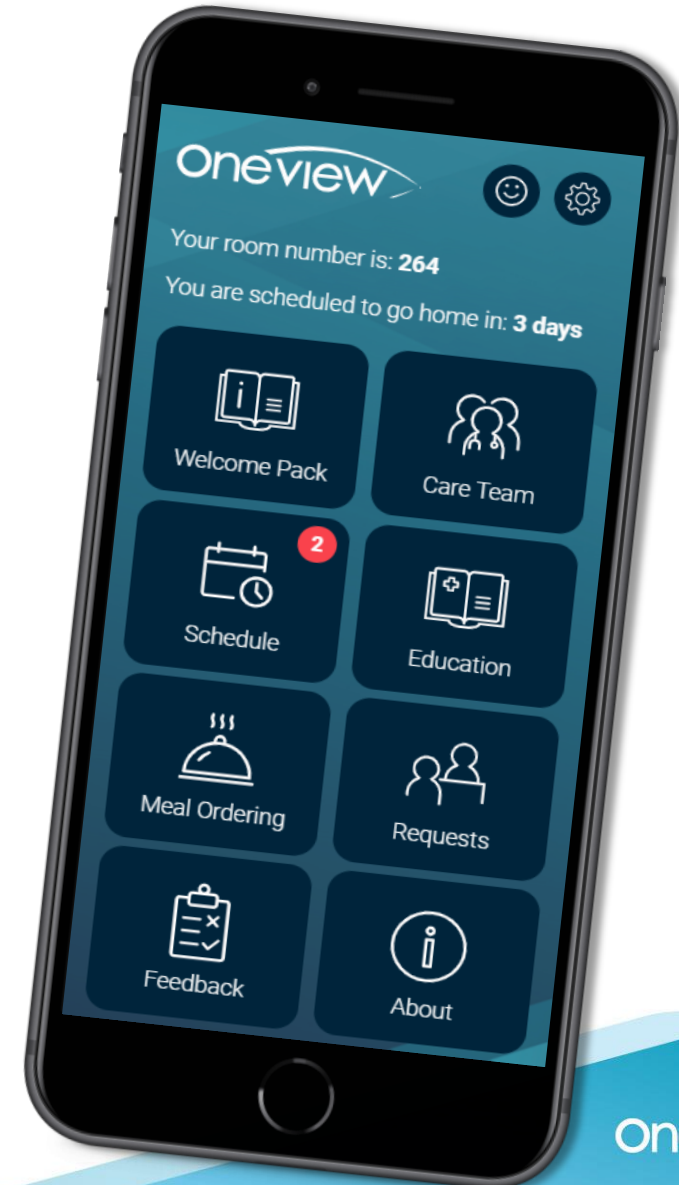 oneview
Your room number is: 264
You are scheduled to go home in: 3 days
Welcome Pack
Care Team
2
Schedule
Education
Meal Ordering
Requests
Feedback
About
on